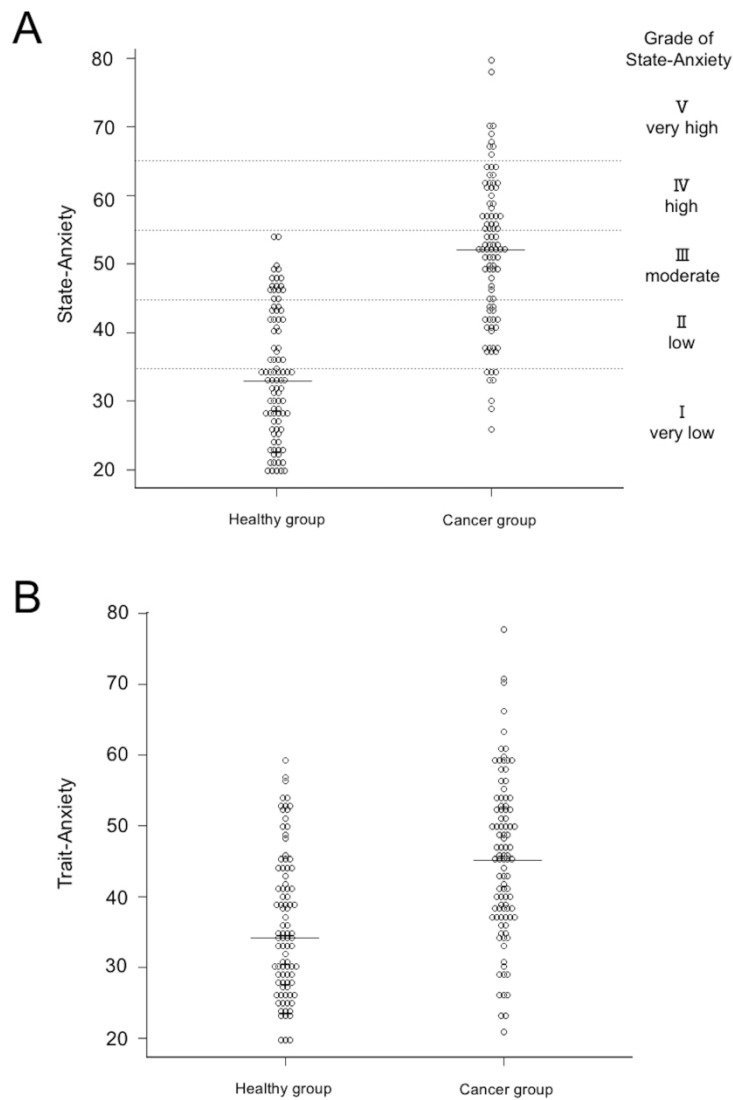 A
Grade of
State-Anxiety
80
70
60
50
40
30
20
State-Anxiety
Ⅴ
very high
Ⅳ
high
Ⅲ
moderate
Ⅱ
low
Ⅰ
very low
Healthy group Cancer group
B
80
70
60
50
40
30
20
Trait-Anxiety
Healthy group Cancer group